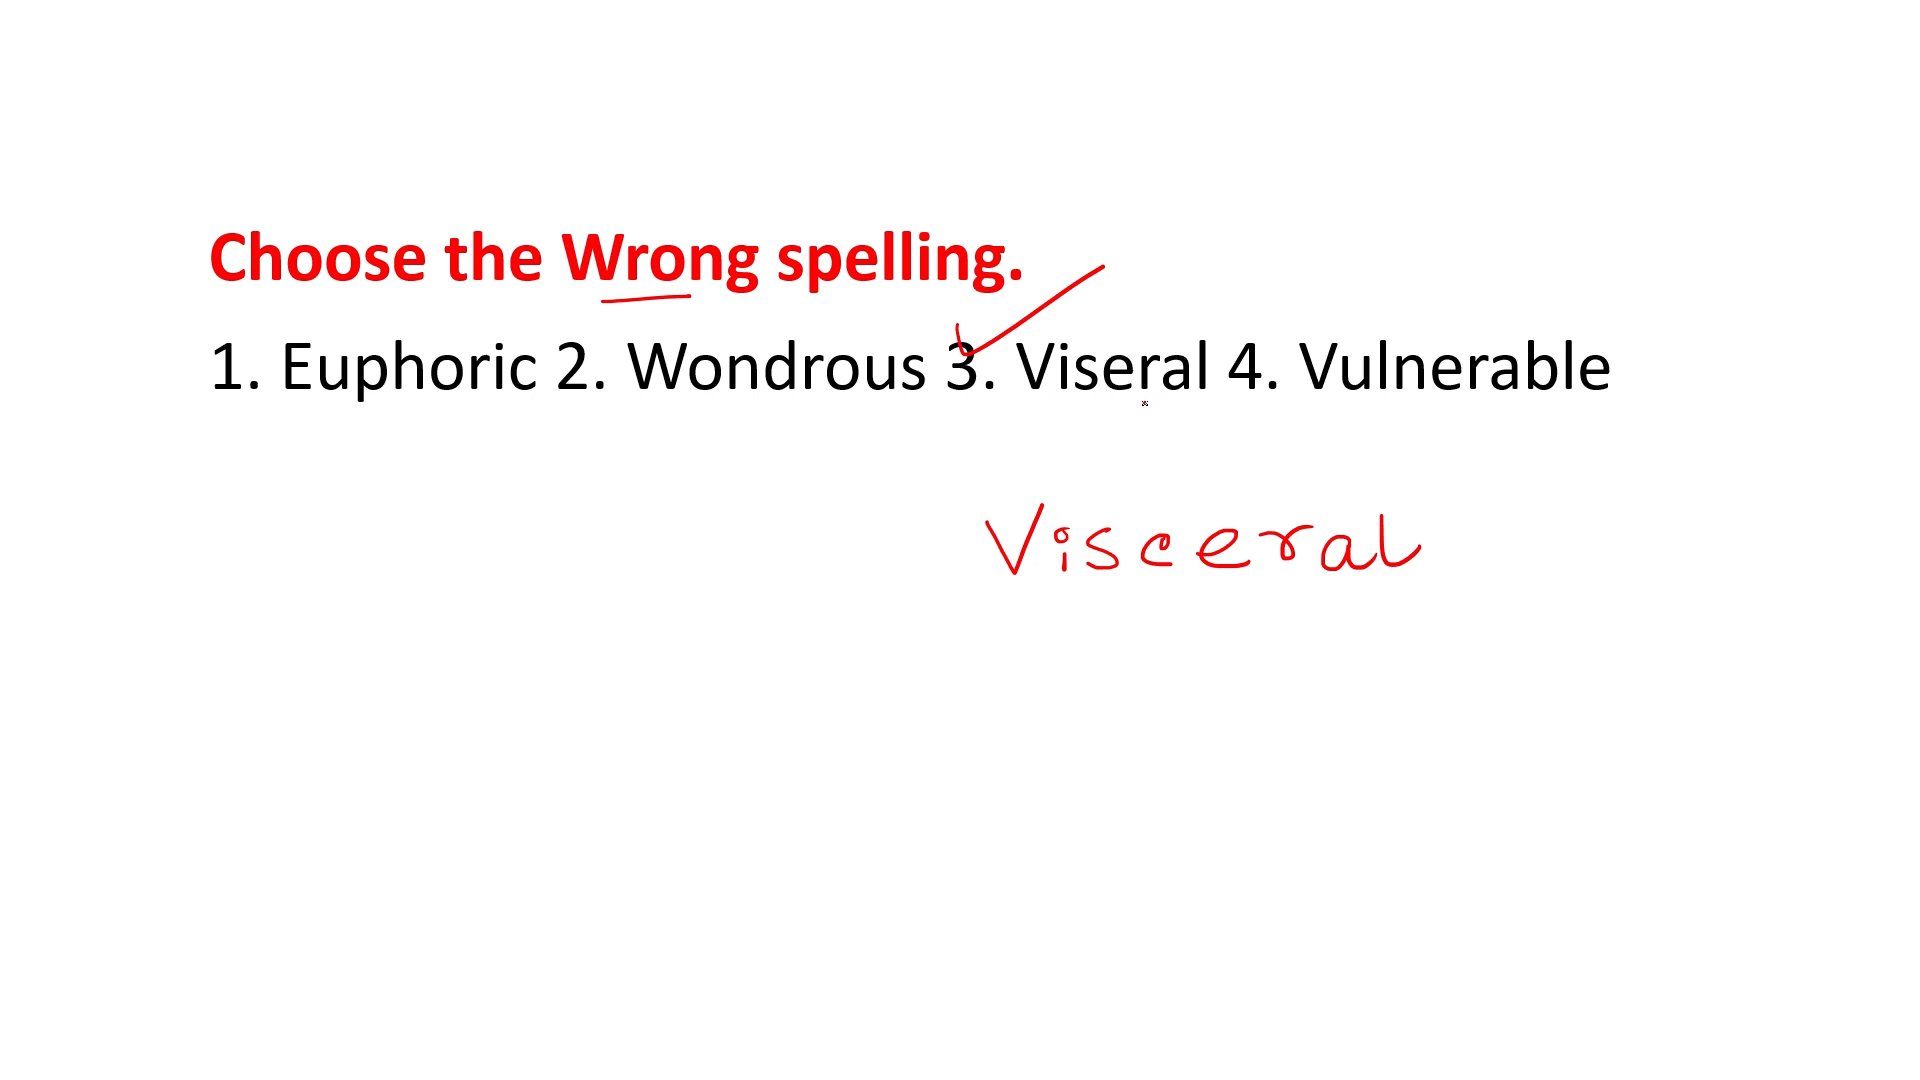 Choose the Wrong spelling.
1. Euphoric 2. Wondrous 3. Viseral 4. Vulnerable
Visceral